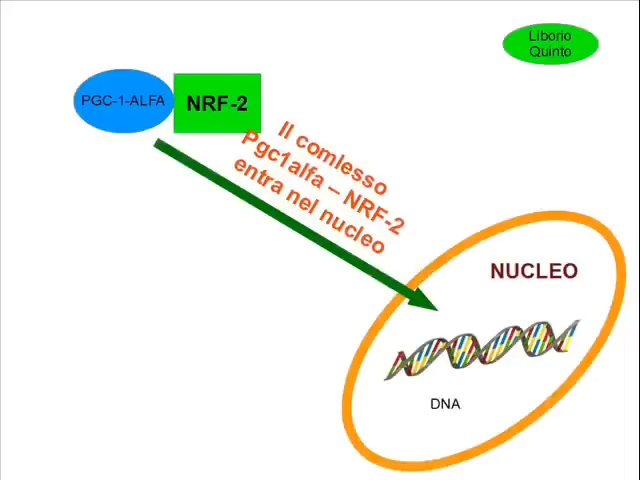 Liborio
Quinto
PGC-1-ALFA
NRF-2
Il comlesso
Pgc1alfa – NRF-2
entra nel nucleo
NUCLEO
DNA